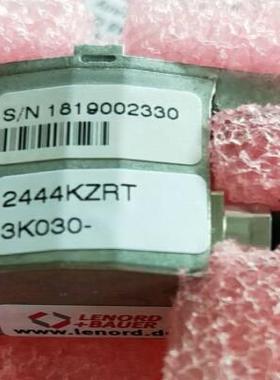 S/N 1819002330
2444KZRT
3K030-
LENORD
+BAUER
www.lenord.d